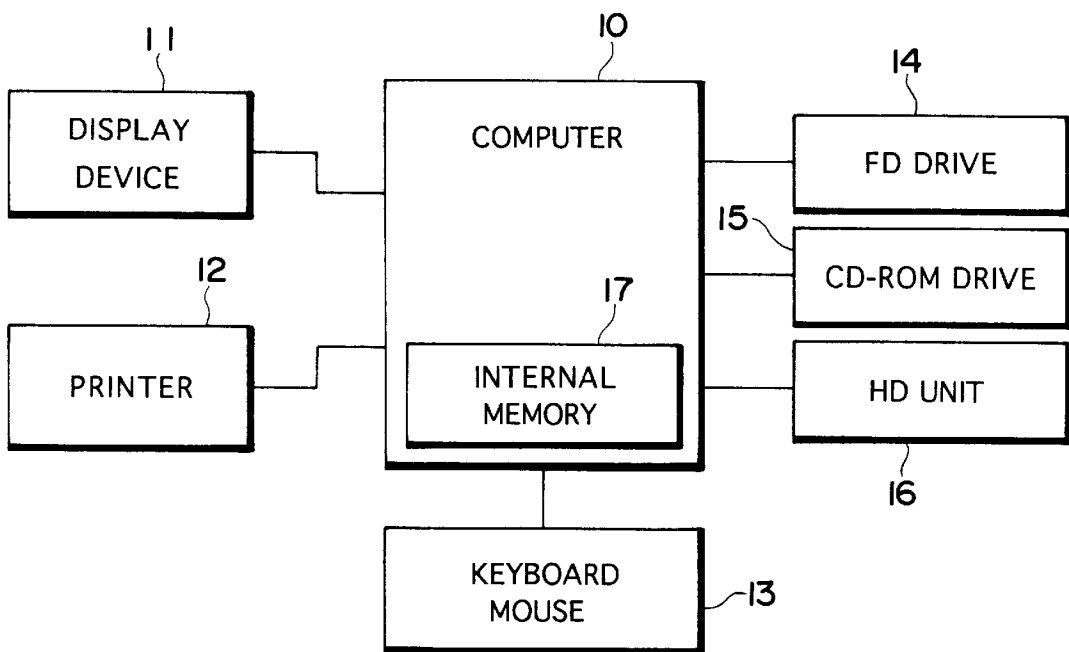 11
DISPLAY
DEVICE
10
COMPUTER
14
FD DRIVE
15
CD-ROM DRIVE
12
PRINTER
17
INTERNAL
MEMORY
HD UNIT
16
KEYBOARD
MOUSE
13